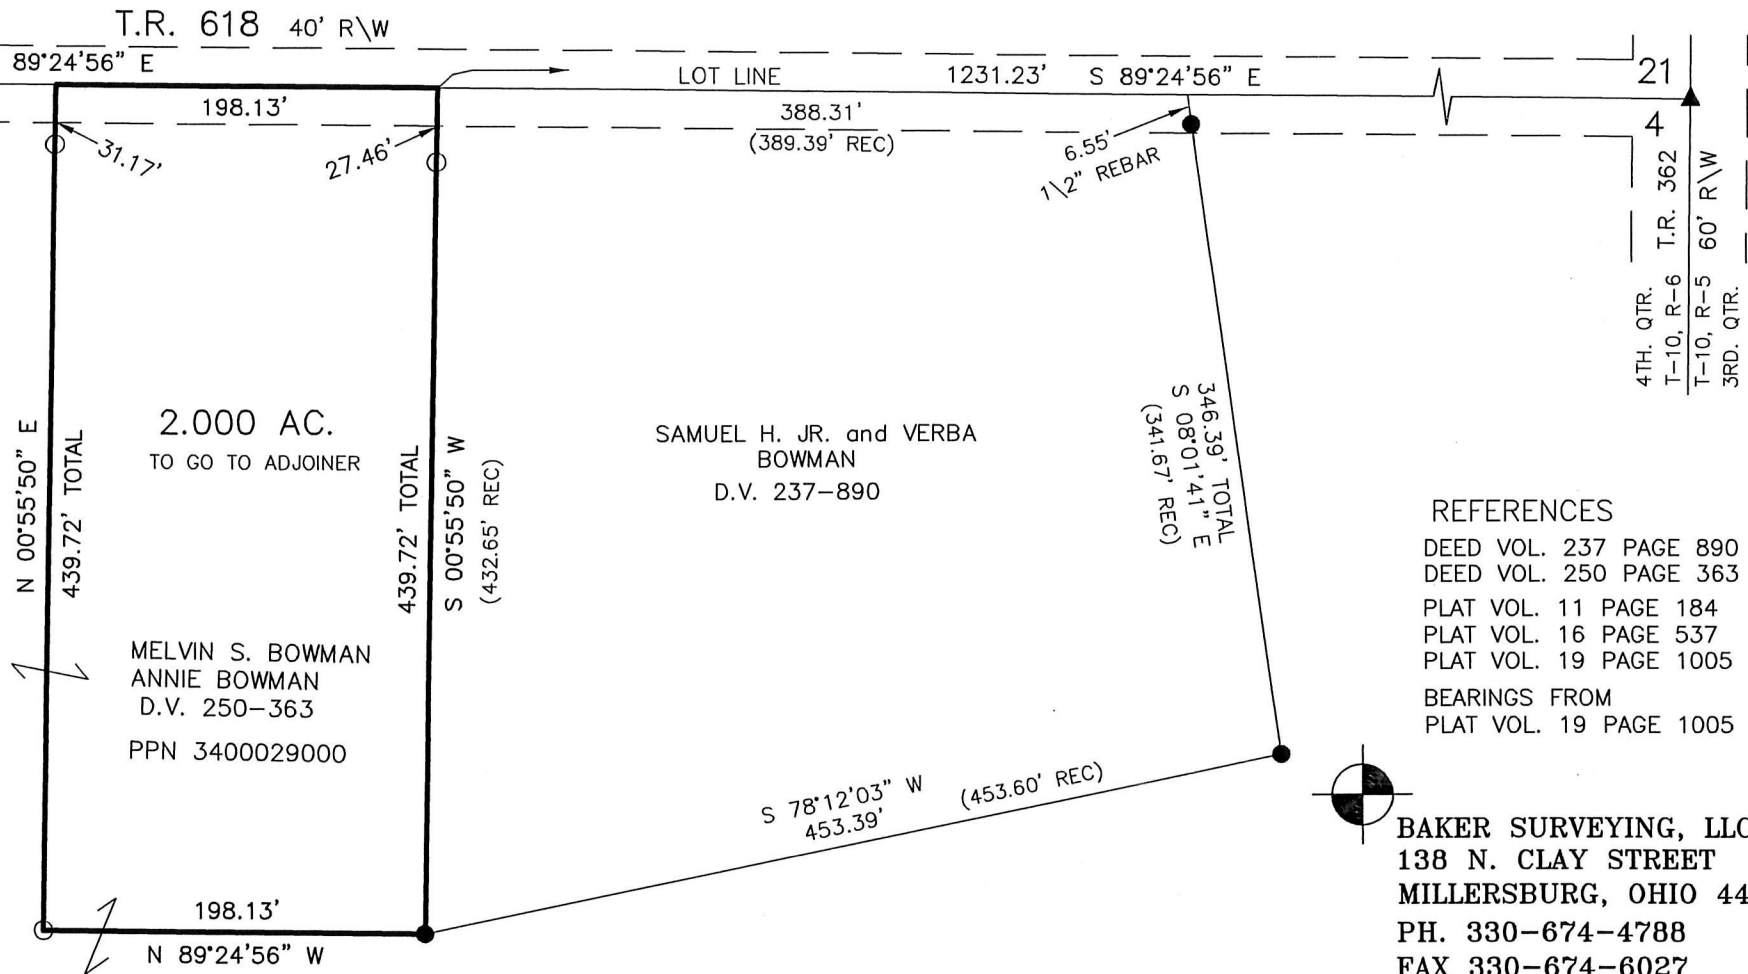 T.R. 618 40' R\W
89°24'56" E
LOT LINE 1231.23' S 89°24'56" E
198.13'
388.31'
(389.39' REC)
31.17'
27.46'
6.55'
1\2" REBAR
21
4
T.R. 362
60' R\W
4TH. QTR.
T-10, R-6
T-10, R-5
3RD. QTR.
N 00°55'50" E
439.72' TOTAL
2.000 AC.
TO GO TO ADJOINER
439.72' TOTAL
S 00°55'50" W
(432.65' REC)
SAMUEL H. JR. and VERBA
BOWMAN
D.V. 237-890
346.39' TOTAL
S 08°01'41" E
(341.67' REC)
MELVIN S. BOWMAN
ANNIE BOWMAN
D.V. 250-363
PPN 3400029000
S 78°12'03" W (453.60' REC)
453.39'
198.13'
N 89°24'56" W
REFERENCES
DEED VOL. 237 PAGE 890
DEED VOL. 250 PAGE 363
PLAT VOL. 11 PAGE 184
PLAT VOL. 16 PAGE 537
PLAT VOL. 19 PAGE 1005
BEARINGS FROM
PLAT VOL. 19 PAGE 1005
BAKER SURVEYING, LLC
138 N. CLAY STREET
MILLERSBURG, OHIO 44
PH. 330-674-4788
FAX 330-674-6027